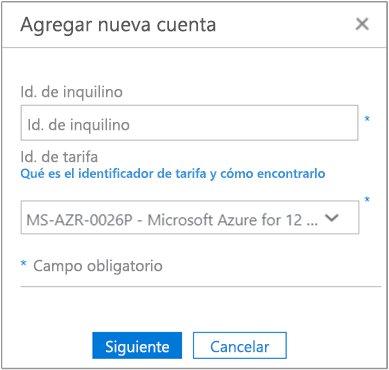 Agregar nueva cuenta
Id. de inquilino
Id. de inquilino *
Id. de tarifa
Qué es el identificador de tarifa y cómo encontrarlo
MS-AZR-0026P - Microsoft Azure for 12 ... *
* Campo obligatorio
Siguiente Cancelar